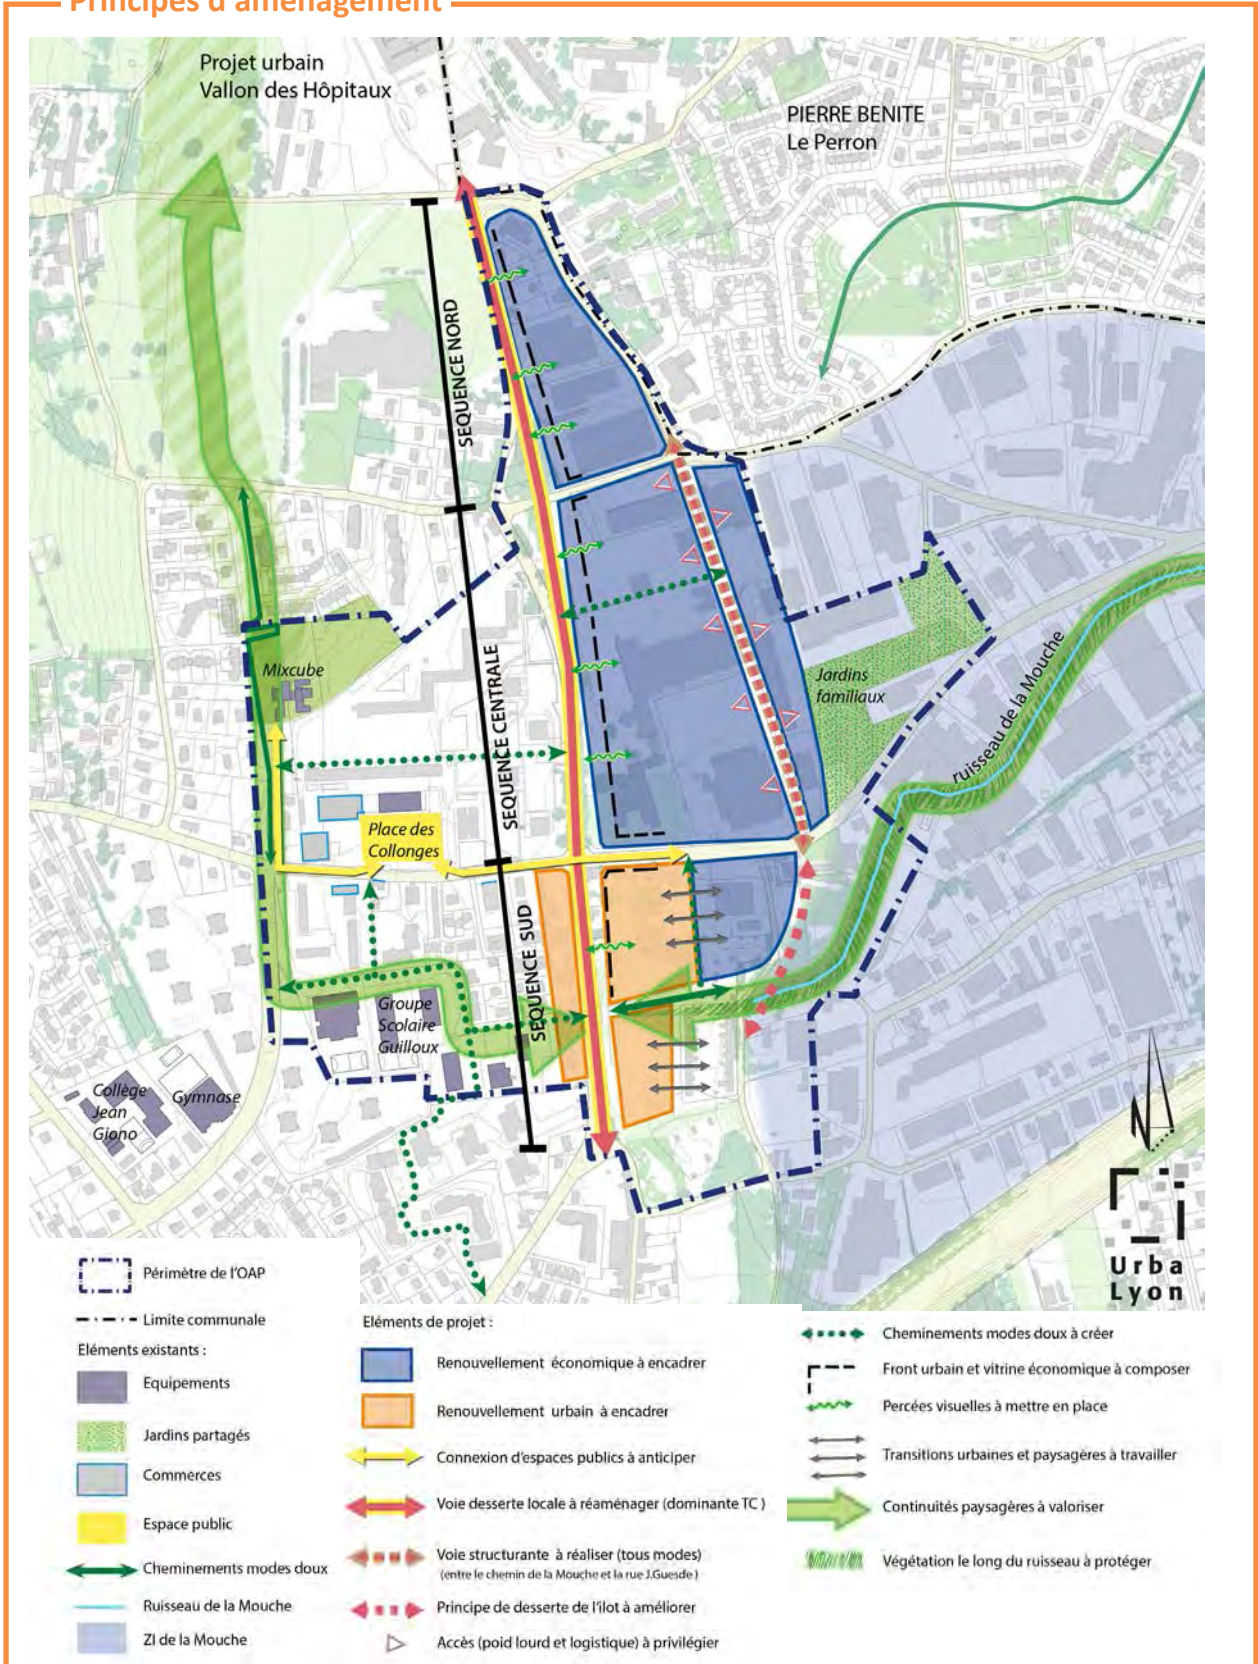 Principes d'aménagement
Projet urbain
Vallon des Hôpitaux
PIERRE BENITE
Le Perron
SEQUENCE NORD
SEQUENCE CENTRALE
SEQUENCE SUD
Mixcube
Jardins
familiaux
ruisseau de la Mouche
Place des
Collonges
Groupe
Scolaire
Guilloux
Collège
Jean
Giono
Gymnase
N
Urba
Lyon
Périmètre de l'OAP
Limite communale
Eléments existants :
Equipements
Jardins partagés
Commerces
Espace public
Cheminements modes doux
Ruisseau de la Mouche
ZI de la Mouche
Eléments de projet :
Renouvellement économique à encadrer
Renouvellement urbain à encadrer
Connexion d'espaces publics à anticiper
Voie desserte locale à réaménager (dominante TC )
Voie structurante à réaliser (tous modes)
(entre le chemin de la Mouche et la rue J.Guesde )
Principe de desserte de l'îlot à améliorer
Accès (poid lourd et logistique) à privilégier
Cheminements modes doux à créer
Front urbain et vitrine économique à composer
Percées visuelles à mettre en place
Transitions urbaines et paysagères à travailler
Continuités paysagères à valoriser
Végétation le long du ruisseau à protéger